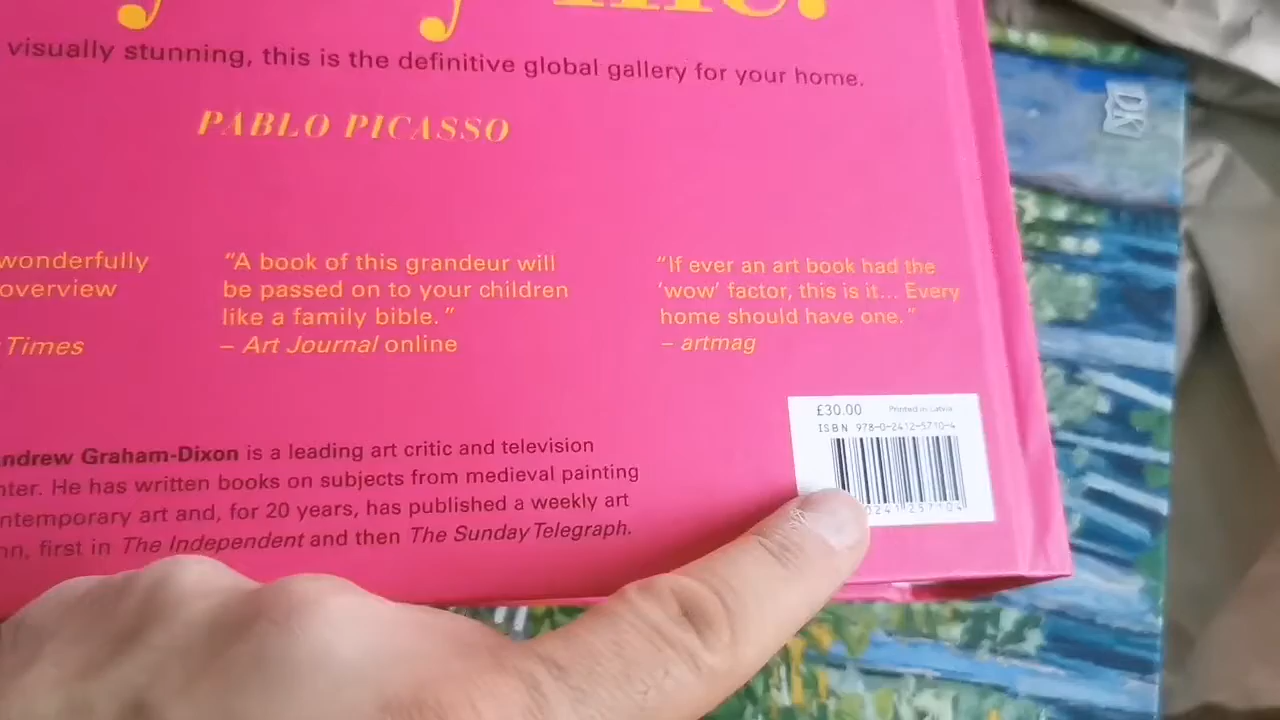 visually stunning, this is the definitive global gallery for your home.
PABLO PICASSO
wonderfully
overview
Times
“A book of this grandeur will
be passed on to your children
like a family bible.”
– Art Journal online
“If ever an art book had the
‘wow’ factor, this is it... Every
home should have one.”
– artmag
£30.00 Printed in Latvia
ISBN 978-0-2412-5710-4
241 257104
ndrew Graham-Dixon is a leading art critic and television
nter. He has written books on subjects from medieval painting
ntemporary art and, for 20 years, has published a weekly art
mn, first in The Independent and then The Sunday Telegraph.
DK